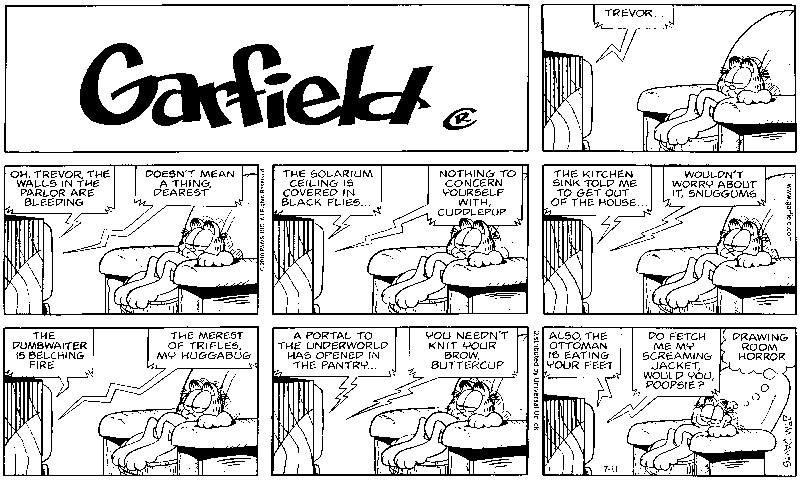 Garfield ®
TREVOR...
OH, TREVOR, THE
WALLS IN THE
PARLOR ARE
BLEEDING
DOESN'T MEAN
A THING,
DEAREST
THE SOLARIUM
CEILING IS
COVERED IN
BLACK FLIES...
NOTHING TO
CONCERN
YOURSELF
WITH,
CUDDLEPUP
THE KITCHEN
SINK TOLD ME
TO GET OUT
OF THE HOUSE...
WOULDN'T
WORRY ABOUT
IT, SNUGGUMS
THE
DUMBWAITER
IS BELCHING
FIRE
THE MEREST
OF TRIFLES,
MY HUGGABUG
A PORTAL TO
THE UNDERWORLD
HAS OPENED
IN THE PANTRY...
YOU NEEDN'T
KNIT YOUR
BROW,
BUTTERCUP
ALSO, THE
OTTOMAN
IS EATING
YOUR FEET
DO FETCH
ME MY
SCREAMING
JACKET,
WOULD YOU,
POOPSIE?
DRAWING
ROOM
HORROR
JIM DAVIS
7-11